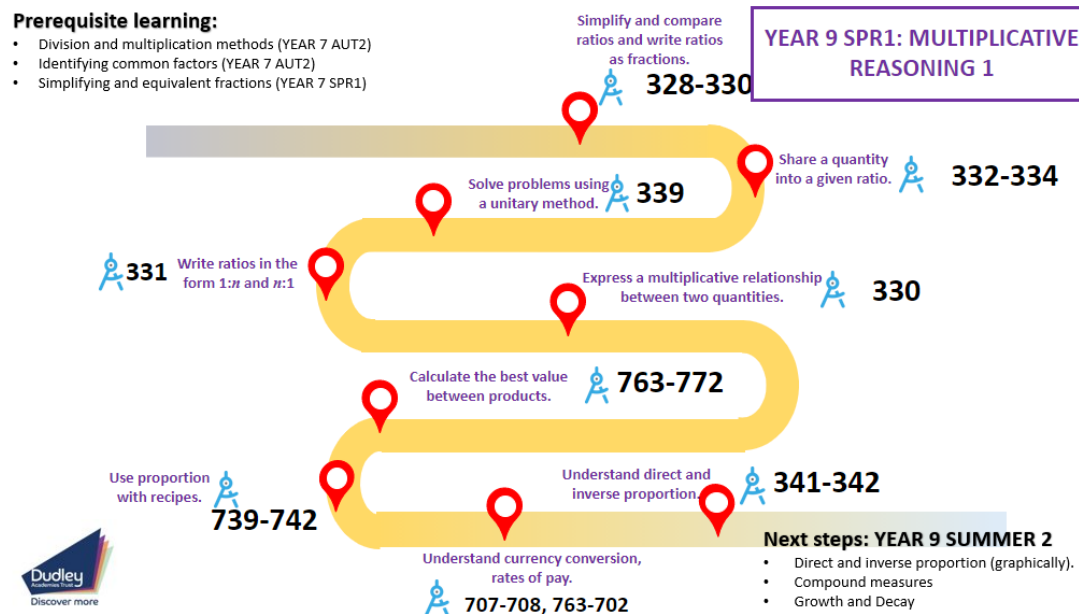 Prerequisite learning:
• Division and multiplication methods (YEAR 7 AUT2)
• Identifying common factors (YEAR 7 AUT2)
• Simplifying and equivalent fractions (YEAR 7 SPR1)
YEAR 9 SPR1: MULTIPLICATIVE
REASONING 1
Simplify and compare
ratios and write ratios
as fractions.
328-330
Share a quantity
into a given ratio.
332-334
Solve problems using
a unitary method.
339
331
Write ratios in the
form 1:n and n:1
Express a multiplicative relationship
between two quantities.
330
Calculate the best value
between products.
763-772
Use proportion
with recipes.
739-742
Understand direct and
inverse proportion.
341-342
Understand currency conversion,
rates of pay.
707-708, 763-702
Next steps: YEAR 9 SUMMER 2
• Direct and inverse proportion (graphically).
• Compound measures
• Growth and Decay
Dudley
Academies Trust
Discover more